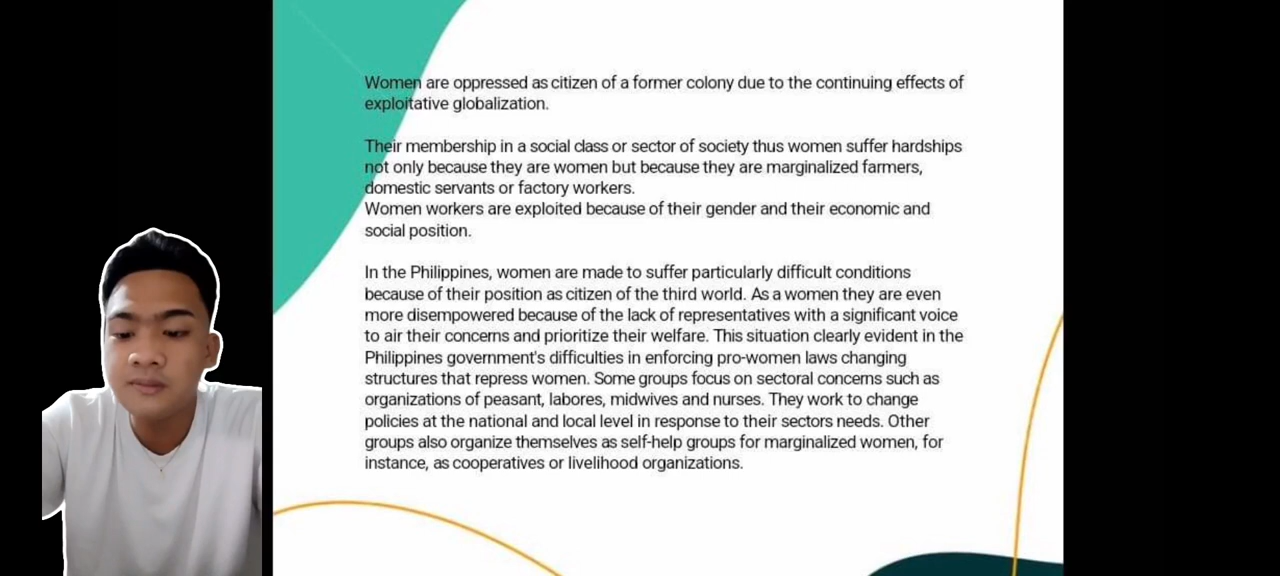 Women are oppressed as citizen of a former colony due to the continuing effects of
exploitative globalization.
Their membership in a social class or sector of society thus women suffer hardships
not only because they are women but because they are marginalized farmers,
domestic servants or factory workers.
Women workers are exploited because of their gender and their economic and
social position.
In the Philippines, women are made to suffer particularly difficult conditions
because of their position as citizen of the third world. As a women they are even
more disempowered because of the lack of representatives with a significant voice
to air their concerns and prioritize their welfare. This situation clearly evident in the
Philippines government's difficulties in enforcing pro-women laws changing
structures that repress women. Some groups focus on sectoral concerns such as
organizations of peasant, labores, midwives and nurses. They work to change
policies at the national and local level in response to their sectors needs. Other
groups also organize themselves as self-help groups for marginalized women, for
instance, as cooperatives or livelihood organizations.